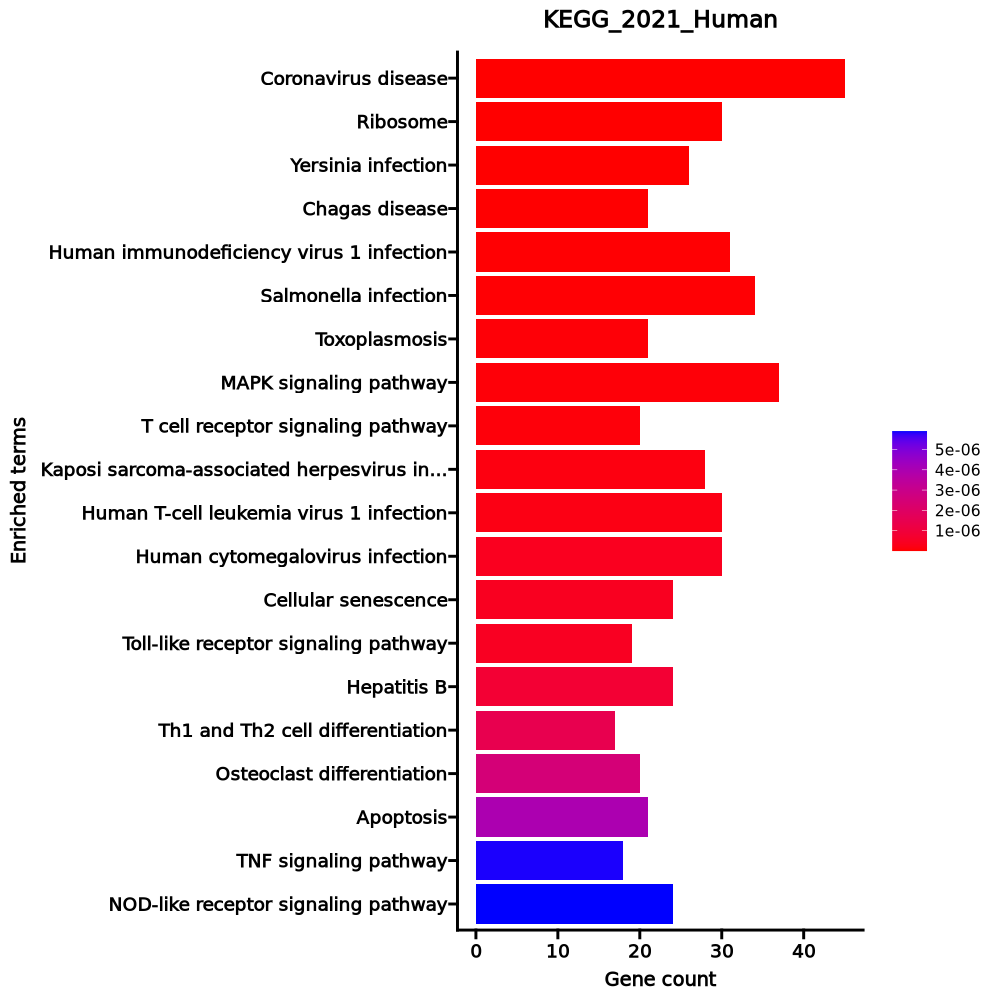 KEGG_2021_Human
Coronavirus disease
Ribosome
Yersinia infection
Chagas disease
Human immunodeficiency virus 1 infection
Salmonella infection
Toxoplasmosis
MAPK signaling pathway
T cell receptor signaling pathway
Kaposi sarcoma-associated herpesvirus in...
Human T-cell leukemia virus 1 infection
Human cytomegalovirus infection
Cellular senescence
Toll-like receptor signaling pathway
Hepatitis B
Th1 and Th2 cell differentiation
Osteoclast differentiation
Apoptosis
TNF signaling pathway
NOD-like receptor signaling pathway
Enriched terms
0 10 20 30 40
Gene count
5e-06
4e-06
3e-06
2e-06
1e-06